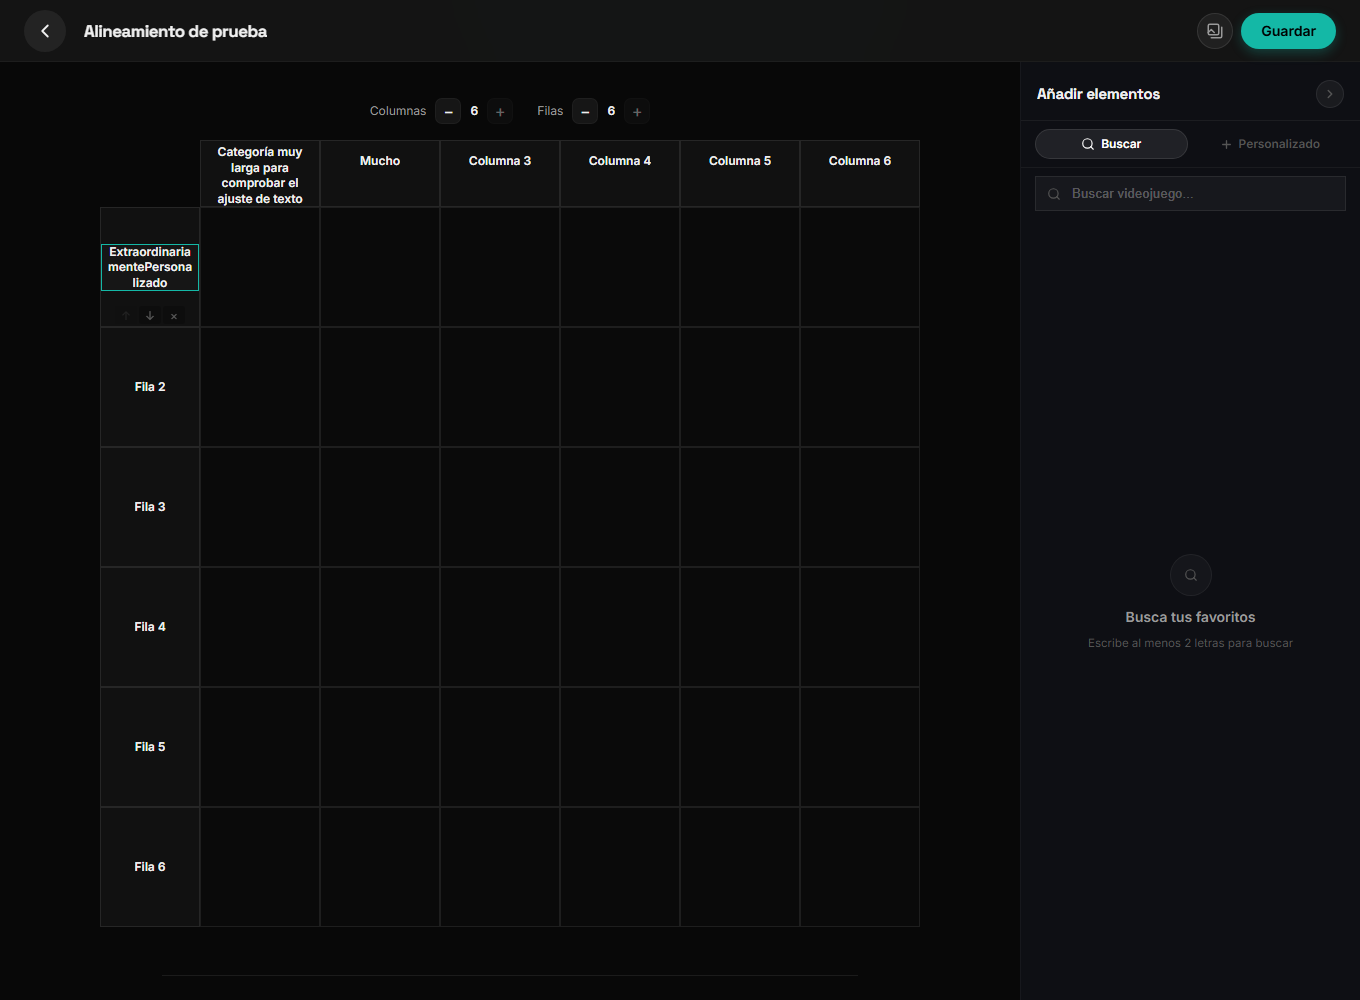 Alineamiento de prueba
Guardar
Columnas
–
6
+
Filas
–
6
+
Categoría muy
larga para
comprobar el
ajuste de texto
Mucho
Columna 3
Columna 4
Columna 5
Columna 6
Extraordinaria
mentePersona
lizado
Fila 2
Fila 3
Fila 4
Fila 5
Fila 6
Añadir elementos
Buscar
+ Personalizado
Buscar videojuego...
Busca tus favoritos
Escribe al menos 2 letras para buscar